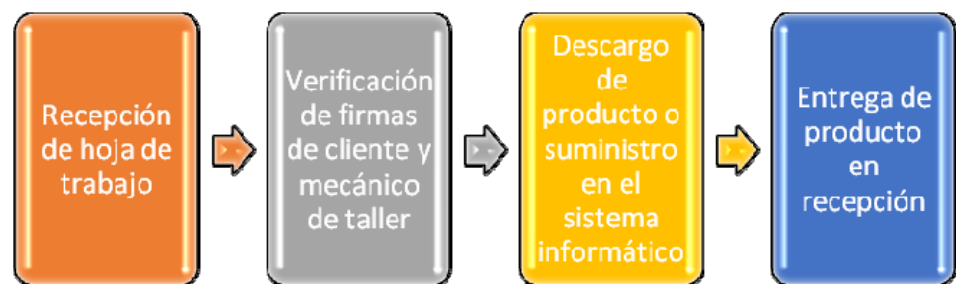 Recepción
de hoja de
trabajo
Verificación
de firmas
de cliente y
mecánico
de taller
Descargo
de
producto o
suministro
en el
sistema
informático
Entrega de
producto
en
recepción